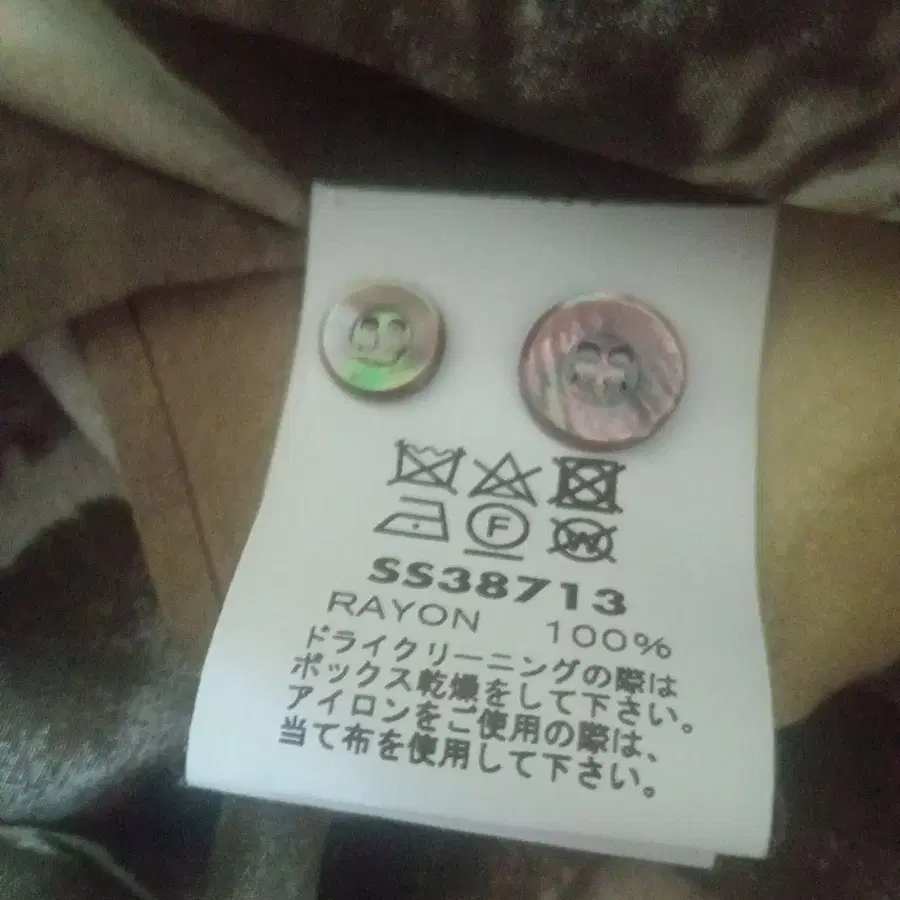 F W
SS38713
RAYON 100%
ドライクリーニングの際は
ボックス乾燥をして下さい。
アイロンをご使用の際は、
当て布を使用して下さい。